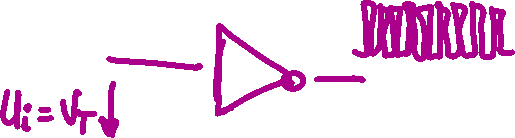 Ui = VT↓